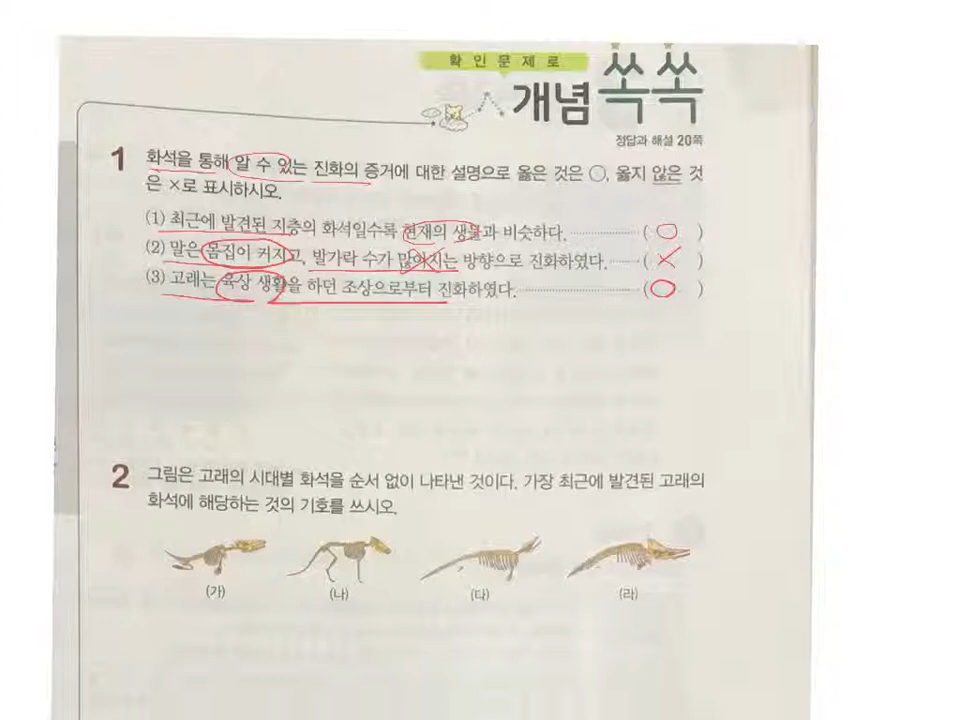 확인문제로
개념 쏙쏙
정답과 해설 20쪽
1 화석을 통해 알 수 있는 진화의 증거에 대한 설명으로 옳은 것은 ○, 옳지 않은 것
은 ×로 표시하시오.
(1) 최근에 발견된 지층의 화석일수록 현재의 생물과 비슷하다. ( ○ )
(2) 말은 몸집이 커지고, 발가락 수가 많아지는 방향으로 진화하였다. ( × )
(3) 고래는 육상 생활을 하던 조상으로부터 진화하였다. ( ○ )
2 그림은 고래의 시대별 화석을 순서 없이 나타낸 것이다. 가장 최근에 발견된 고래의
화석에 해당하는 것의 기호를 쓰시오.
(가) (나) (다) (라)